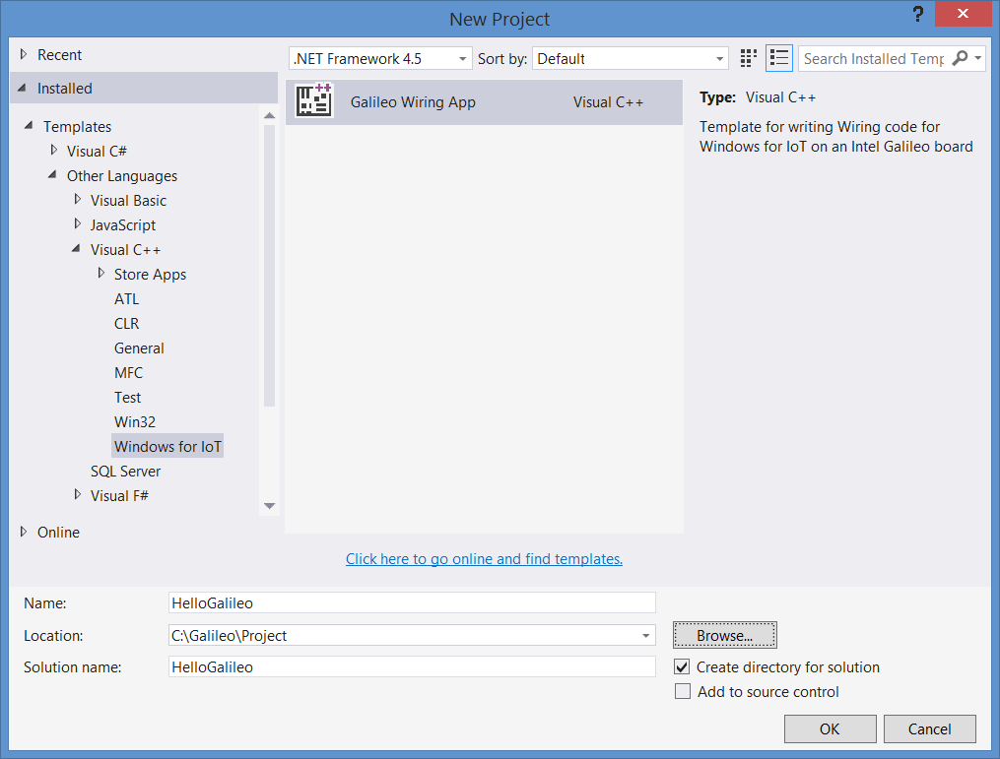 New Project
?
Recent
Installed
Templates
Visual C#
Other Languages
Visual Basic
JavaScript
Visual C++
Store Apps
ATL
CLR
General
MFC
Test
Win32
Windows for IoT
SQL Server
Visual F#
Online
.NET Framework 4.5 Sort by: Default Search Installed Temp
Galileo Wiring App Visual C++
Type: Visual C++
Template for writing Wiring code for
Windows for IoT on an Intel Galileo board
Click here to go online and find templates.
Name: HelloGalileo
Location: C:\Galileo\Project Browse...
Solution name: HelloGalileo
Create directory for solution
Add to source control
OK Cancel